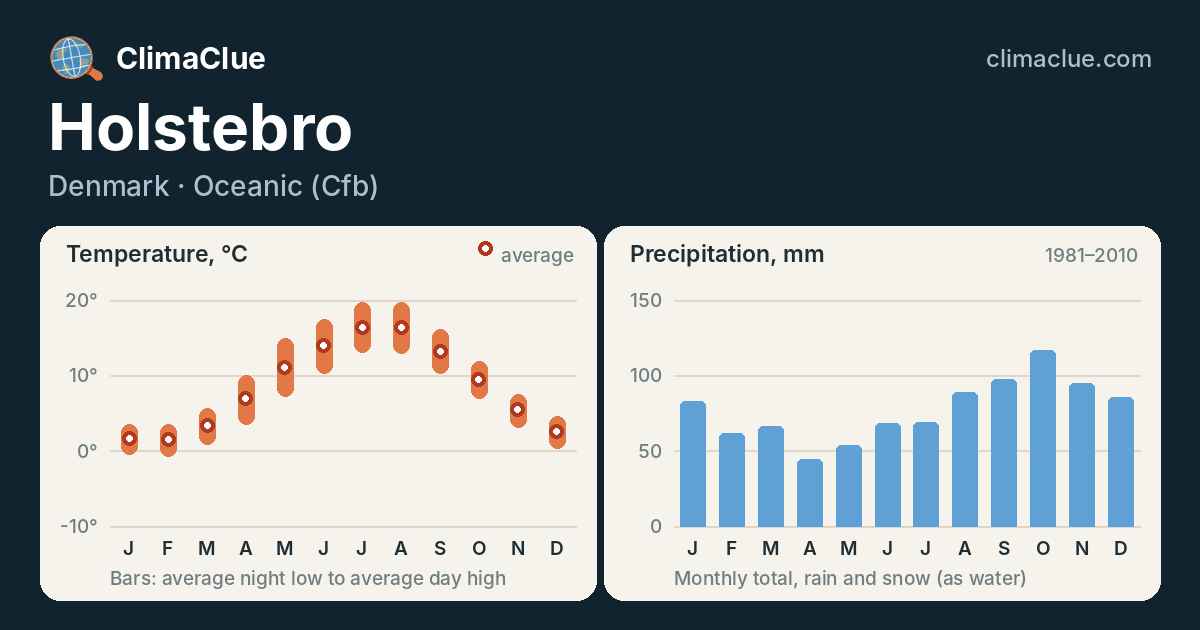 ClimaClue
climaclue.com
Holstebro
Denmark · Oceanic (Cfb)
Temperature, °C
average
20°
10°
0°
-10°
J F M A M J J A S O N D
Bars: average night low to average day high
Precipitation, mm
1981–2010
150
100
50
0
J F M A M J J A S O N D
Monthly total, rain and snow (as water)